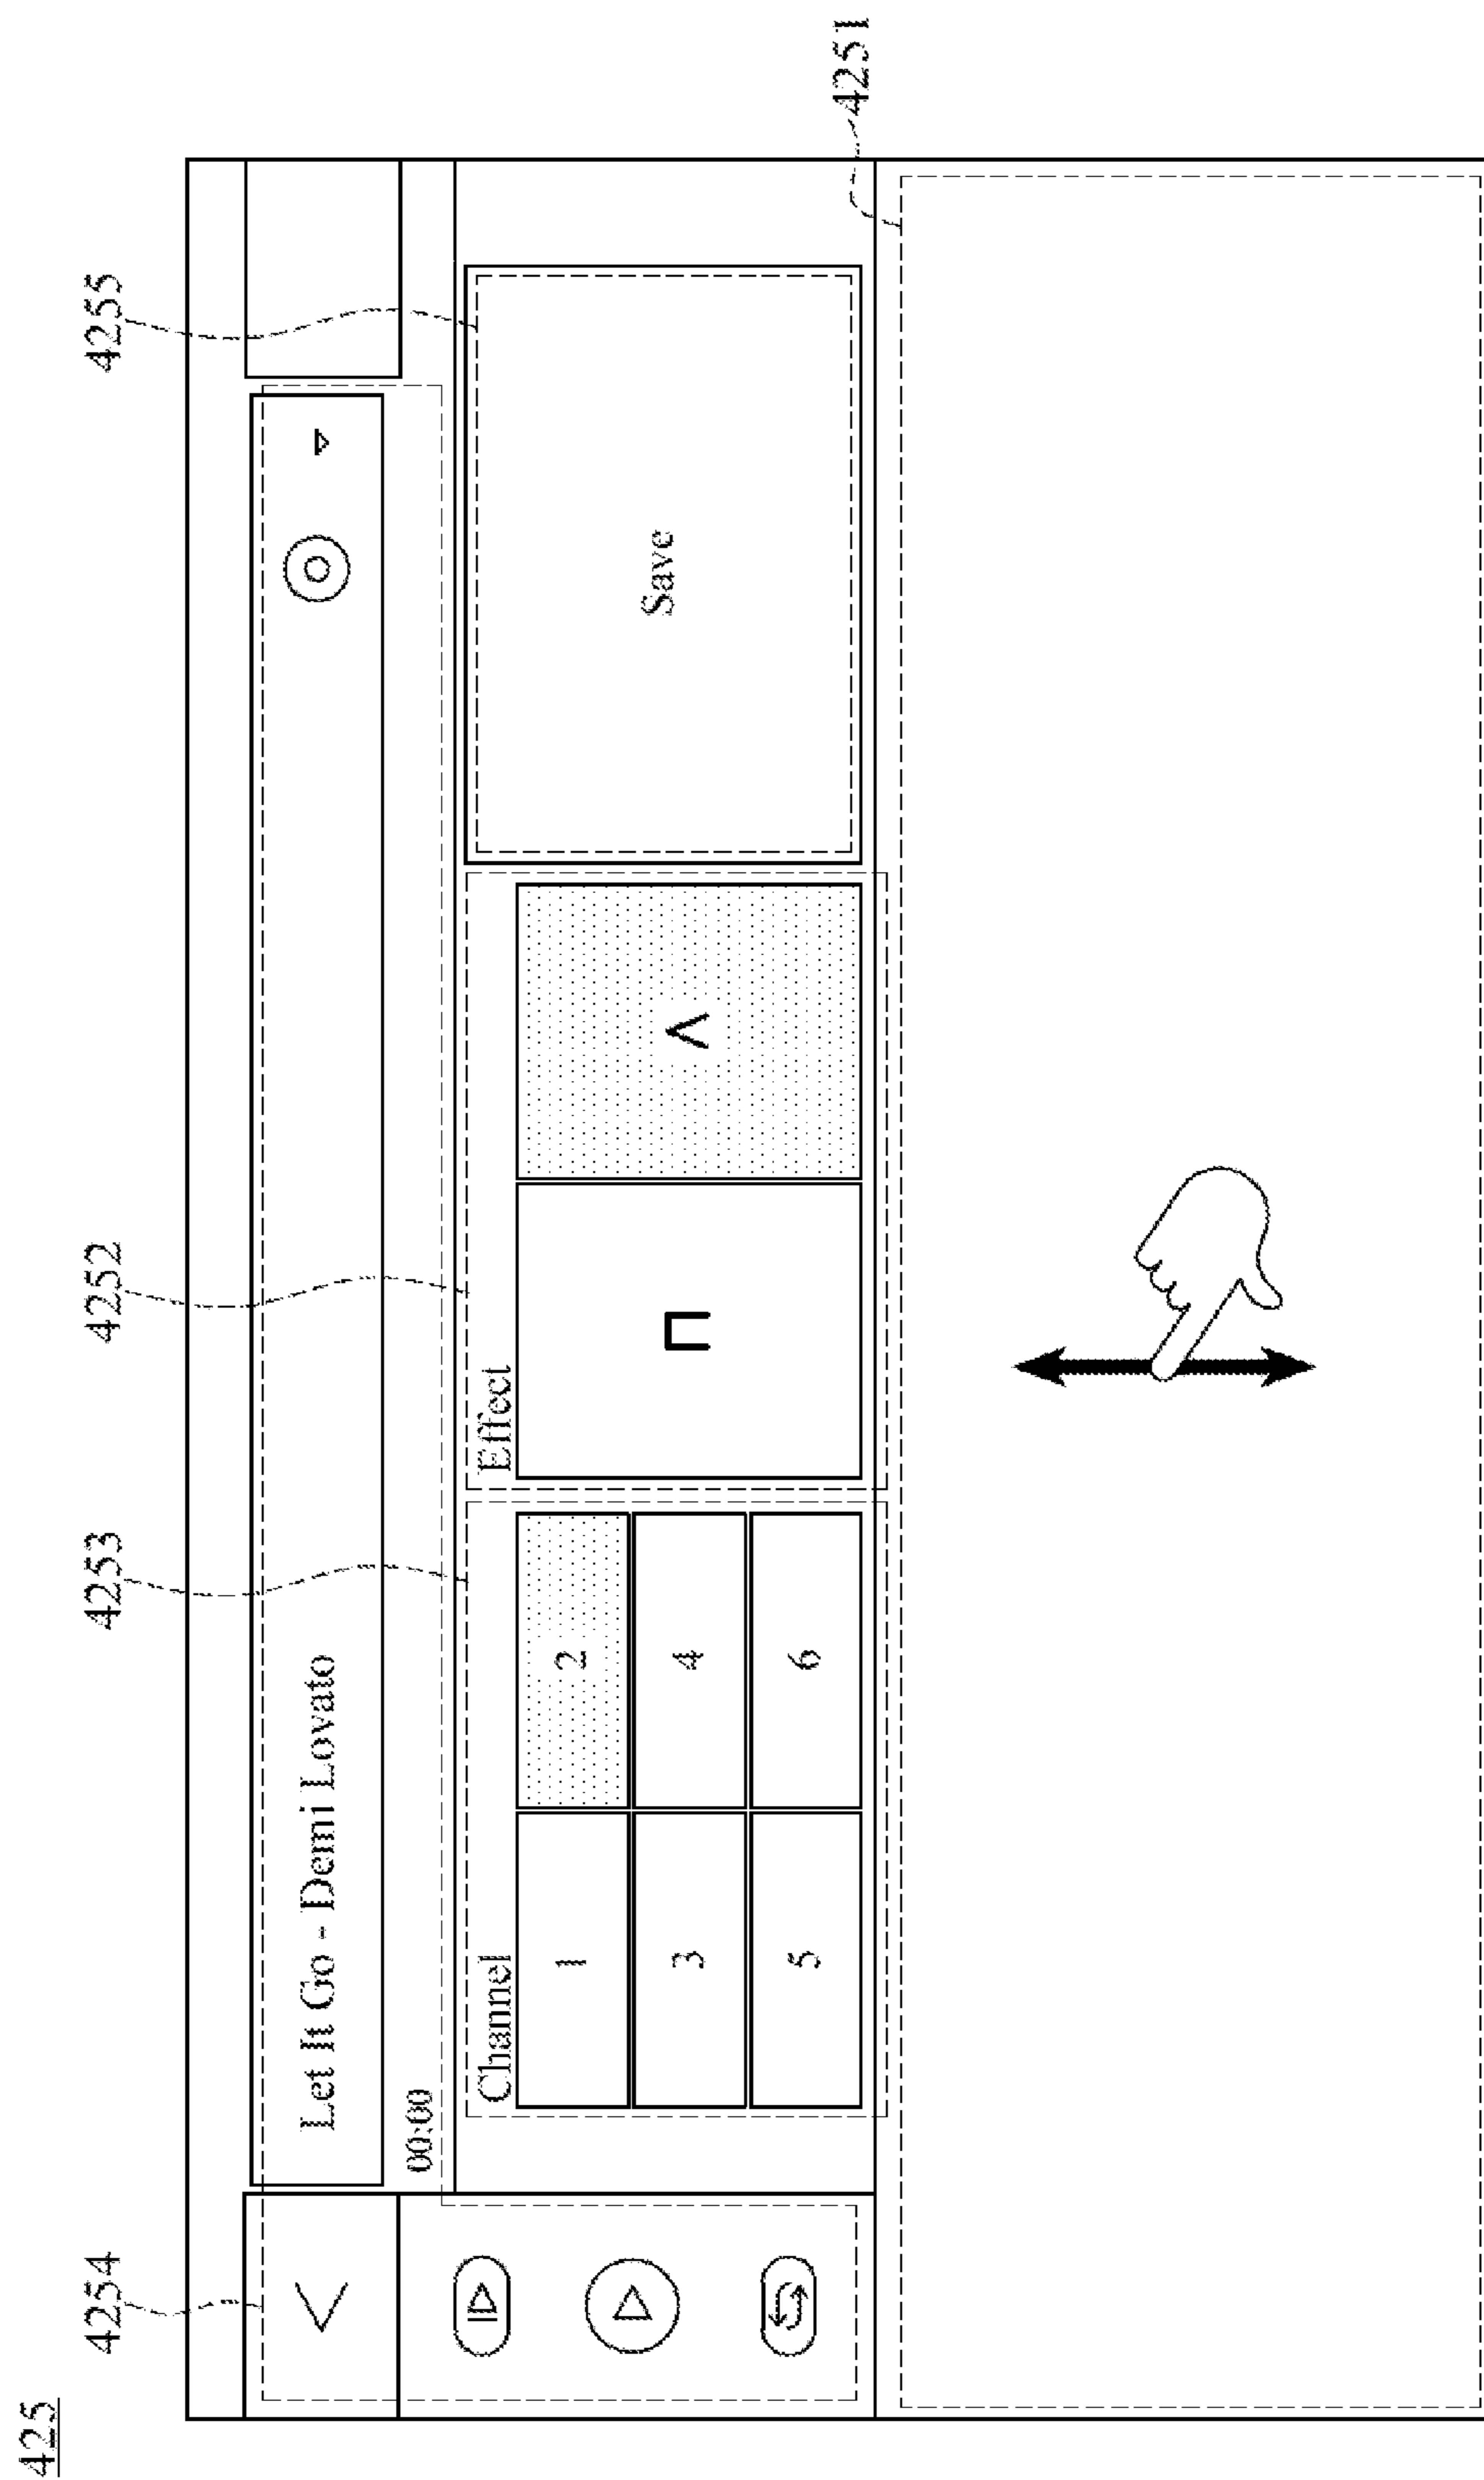 425
4254
4253
4252
4255
Let It Go - Demi Lovato
00:00
Channel
Effect
1 2
3 4
5 6
Save
4251